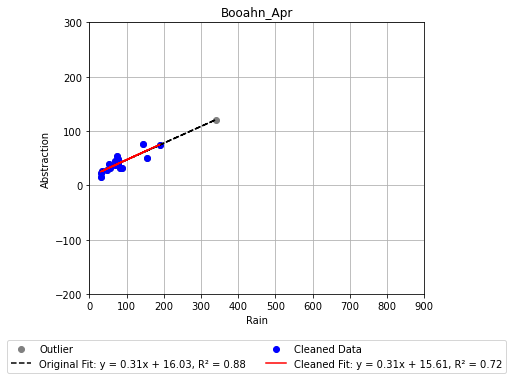 Booahn_Apr
300
200
100
0
−100
−200
Abstraction
0 100 200 300 400 500 600 700 800 900
Rain
Outlier Cleaned Data
Original Fit: y = 0.31x + 16.03, R² = 0.88 Cleaned Fit: y = 0.31x + 15.61, R² = 0.72